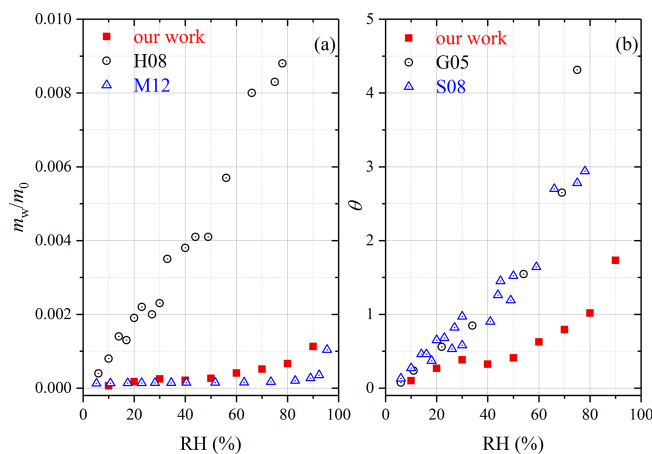 our work
H08
M12
(a)
0.010
0.008
0.006
0.004
0.002
0.000
m_w/m_0
0 20 40 60 80 100
RH (%)
our work
G05
S08
(b)
5
4
3
2
1
0
θ
0 20 40 60 80 100
RH (%)